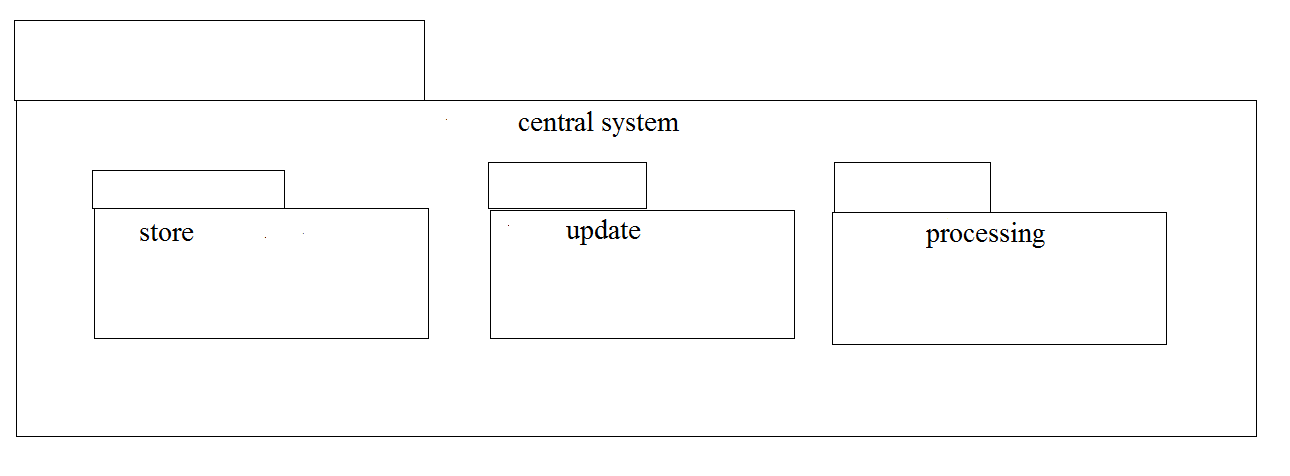 central system
store
update
processing